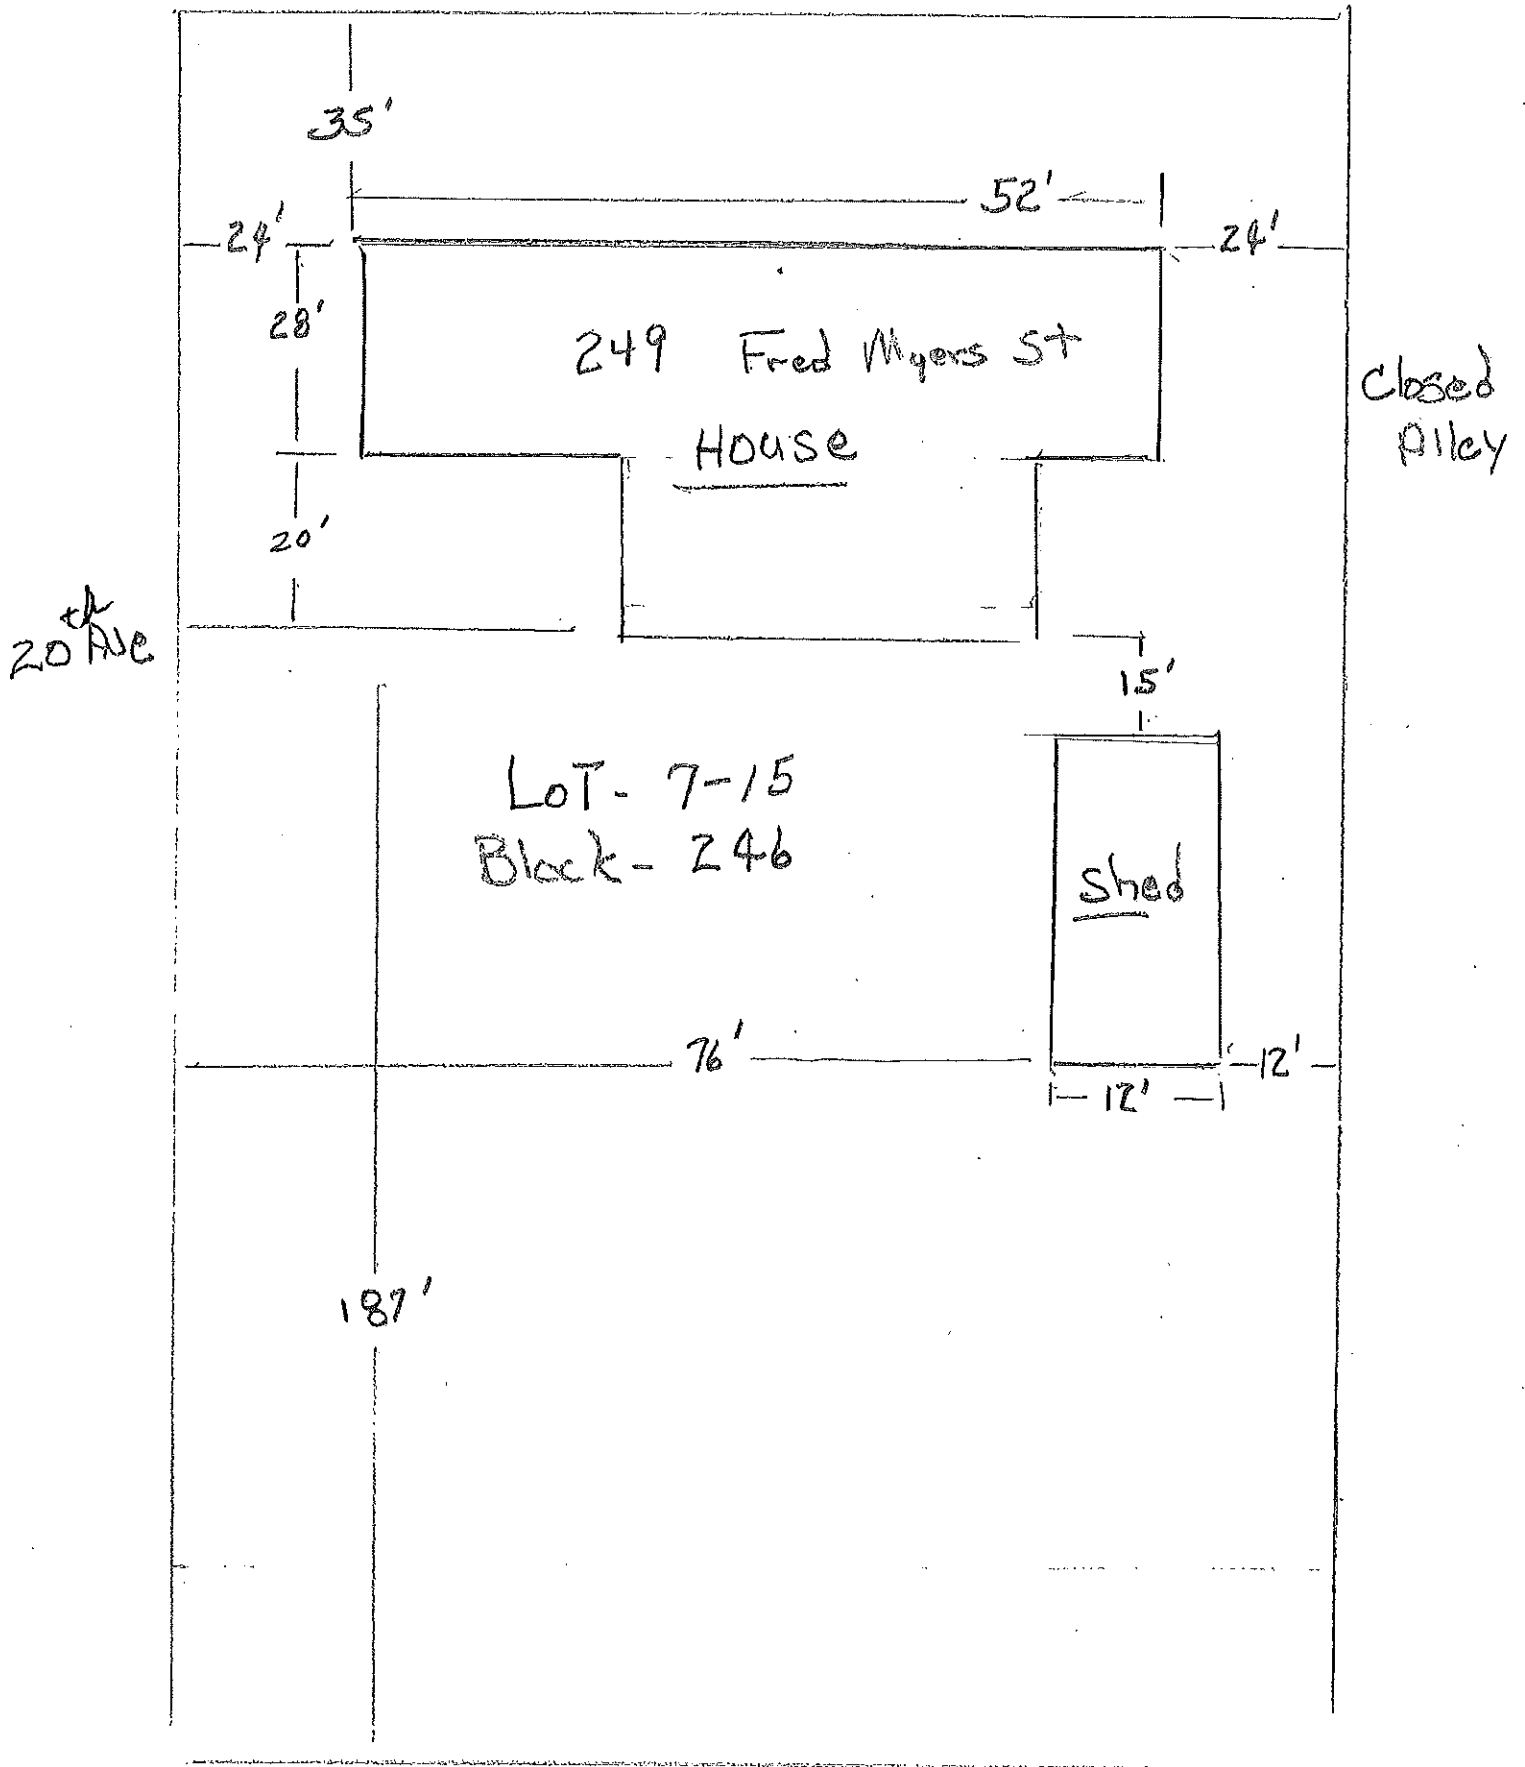 35'
52'
24'
24'
28'
249 Fred Myers St
House
Closed
Alley
20'
20th Ave
15'
LoT - 7-15
Block - 246
Shed
76'
12'
12'
187'